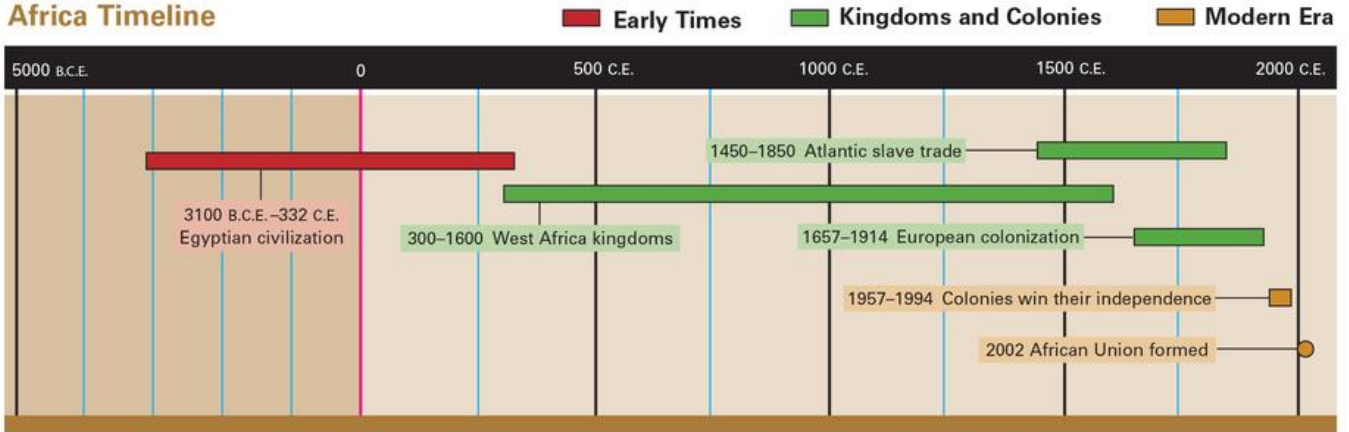 Africa Timeline
Early Times
Kingdoms and Colonies
Modern Era
5000 B.C.E.
0
500 C.E.
1000 C.E.
1500 C.E.
2000 C.E.
1450–1850 Atlantic slave trade
3100 B.C.E.–332 C.E.
Egyptian civilization
300–1600 West Africa kingdoms
1657–1914 European colonization
1957–1994 Colonies win their independence
2002 African Union formed